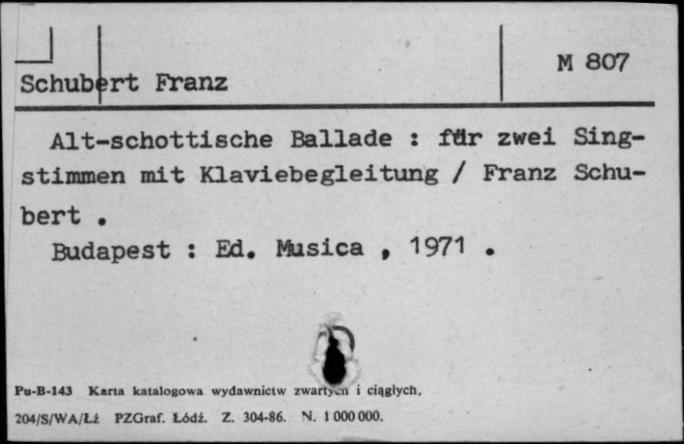 M 807
Schubert Franz
Alt-schottische Ballade : für zwei Sing-
stimmen mit Klaviebegleitung / Franz Schu-
bert .
Budapest : Ed. Musica , 1971 .
Pu-B-143 Karta katalogowa wydawnictw zwartych i ciągłych.
204/S/WA/Łż PZGraf. Łódź. Z. 304-86. N. 1 000 000.